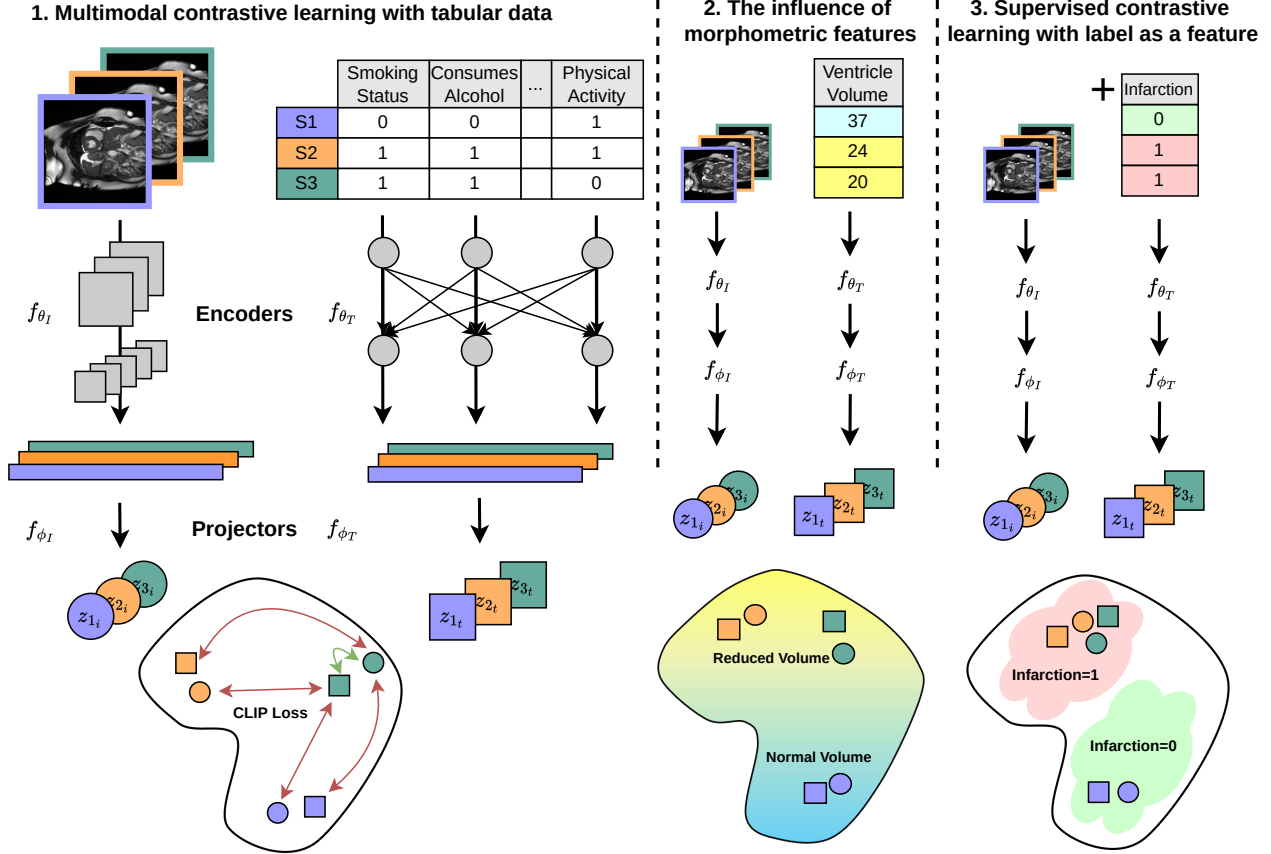 1. Multimodal contrastive learning with tabular data
Smoking Status Consumes Alcohol ... Physical Activity
S1 0 0 1
S2 1 1 1
S3 1 1 0
f_{θ_I} Encoders f_{θ_T}
f_{ϕ_I} Projectors f_{ϕ_T}
z_{1_i} z_{2_i} z_{3_i}
z_{1_t} z_{2_t} z_{3_t}
CLIP Loss
2. The influence of
morphometric features
Ventricle
Volume
37
24
20
f_{θ_I} f_{θ_T}
f_{ϕ_I} f_{ϕ_T}
z_{1_i} z_{2_i} z_{3_i}
z_{1_t} z_{2_t} z_{3_t}
Reduced Volume
Normal Volume
3. Supervised contrastive
learning with label as a feature
+ Infarction
0
1
1
f_{θ_I} f_{θ_T}
f_{ϕ_I} f_{ϕ_T}
z_{1_i} z_{2_i} z_{3_i}
z_{1_t} z_{2_t} z_{3_t}
Infarction=1
Infarction=0